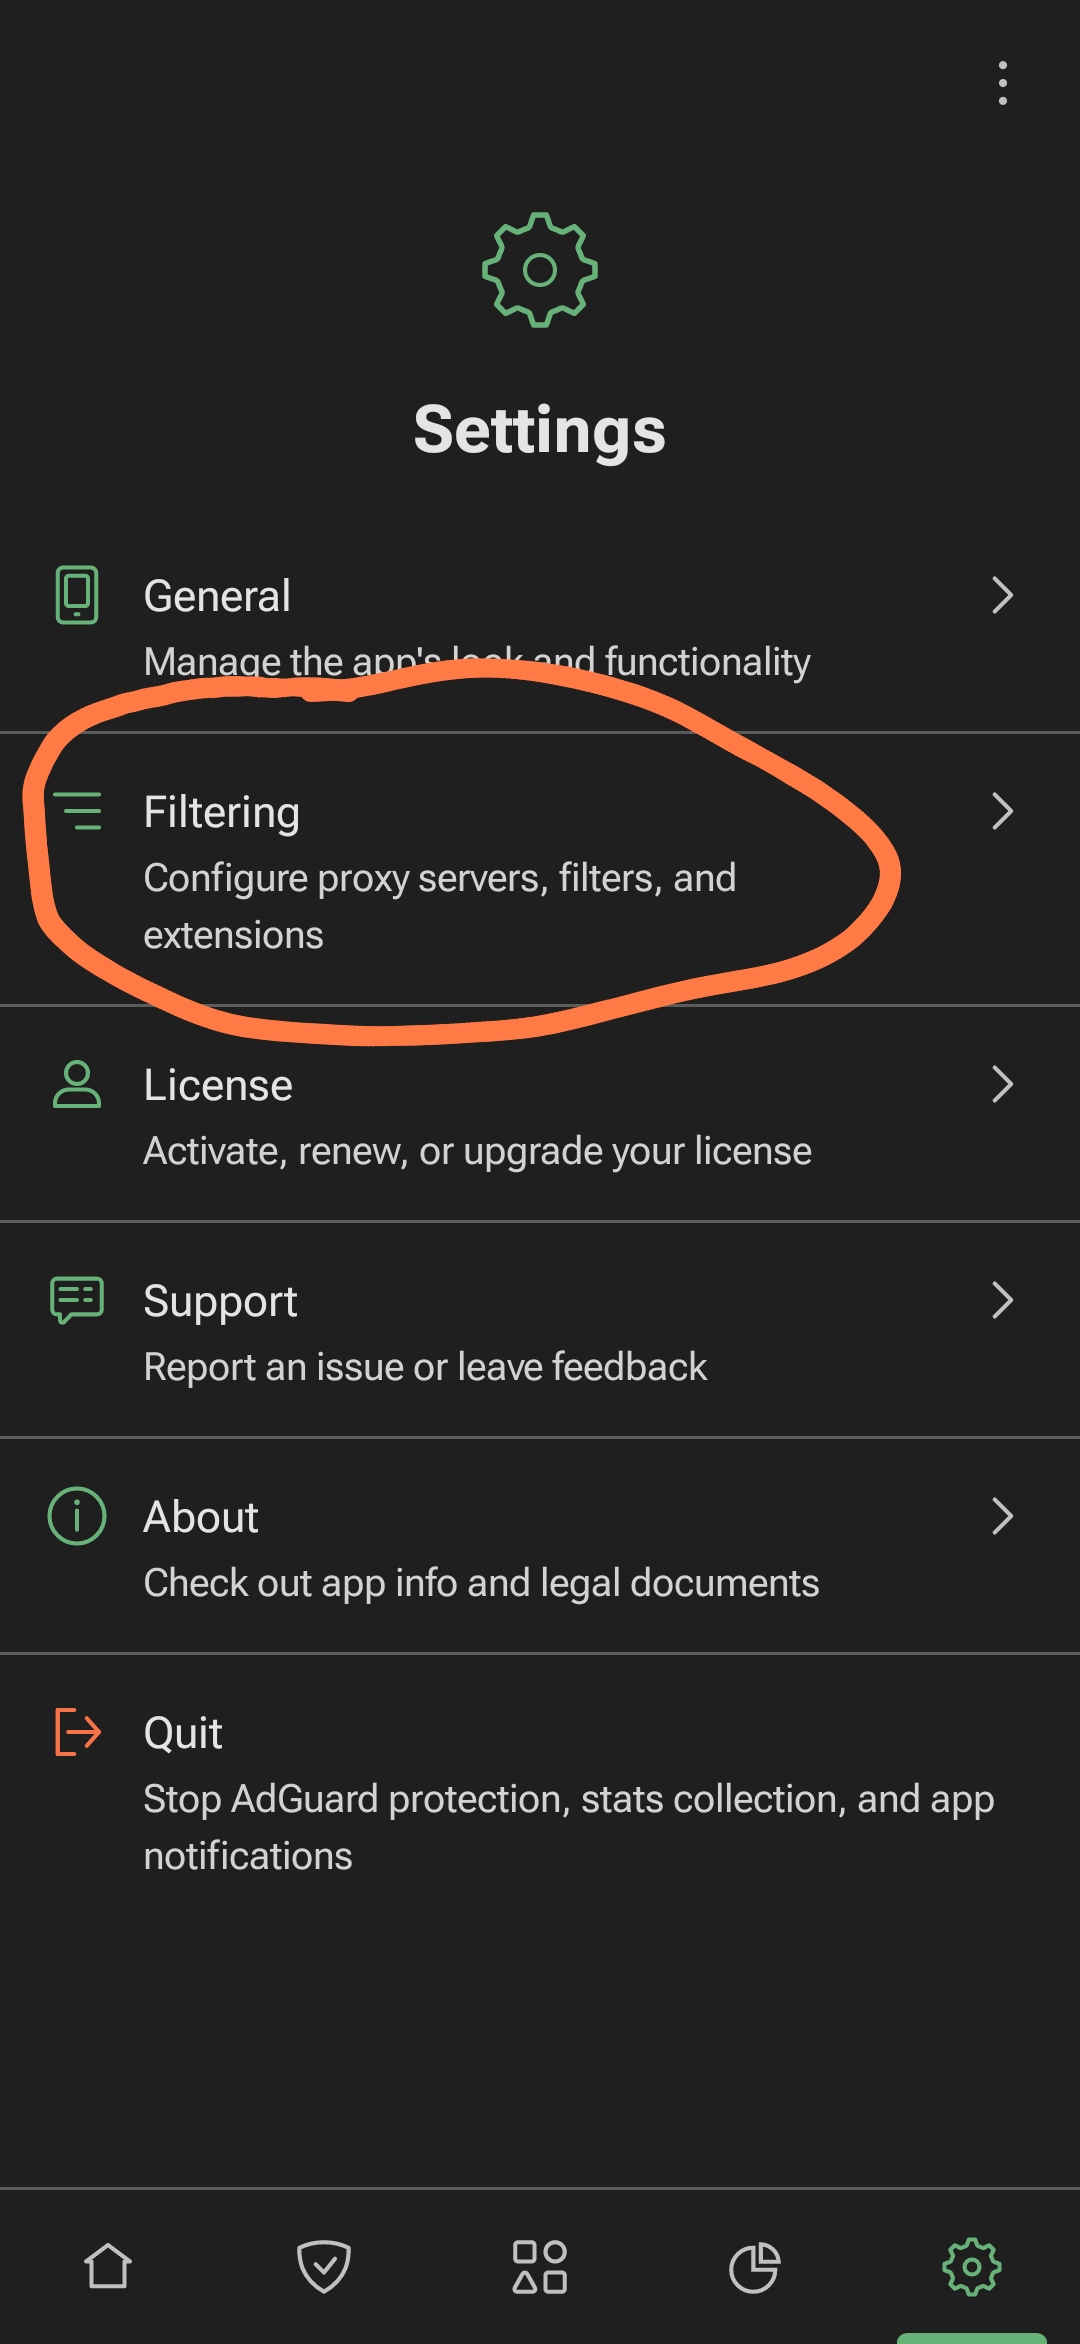 Settings
General
Manage the app's look and functionality
Filtering
Configure proxy servers, filters, and
extensions
License
Activate, renew, or upgrade your license
Support
Report an issue or leave feedback
About
Check out app info and legal documents
Quit
Stop AdGuard protection, stats collection, and app
notifications